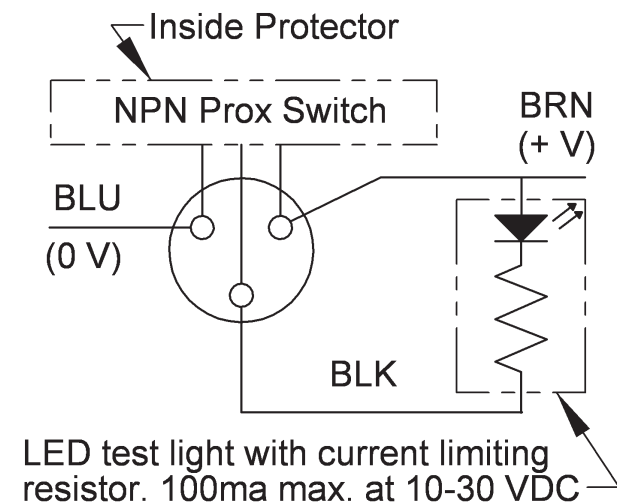 Inside Protector
NPN Prox Switch
BRN
(+ V)
BLU
(0 V)
BLK
LED test light with current limiting
resistor. 100ma max. at 10-30 VDC